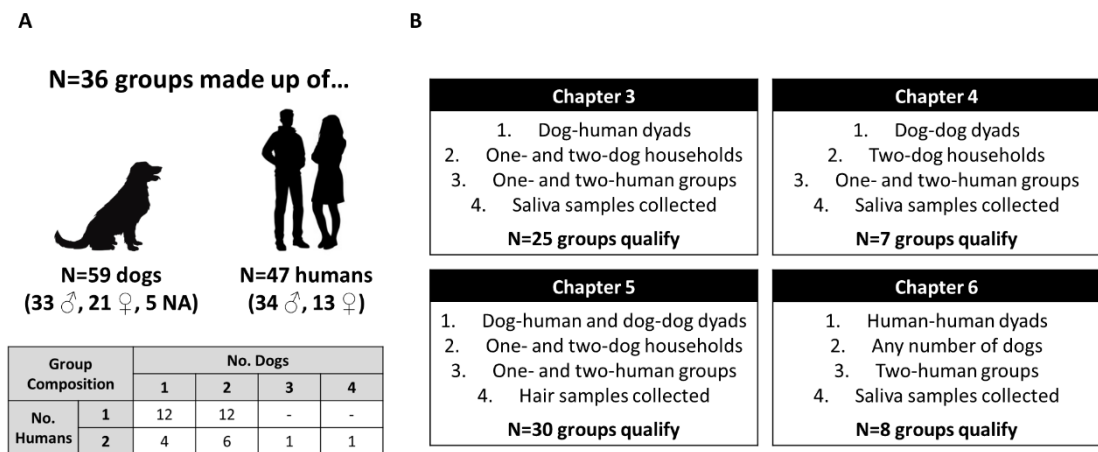 A
N=36 groups made up of…
N=59 dogs
(33 ♂, 21 ♀, 5 NA)
N=47 humans
(34 ♂, 13 ♀)
Group Composition
No. Dogs
1 2 3 4
No. Humans
1 12 12 - -
2 4 6 1 1
B
Chapter 3
1. Dog-human dyads
2. One- and two-dog households
3. One- and two-human groups
4. Saliva samples collected
N=25 groups qualify
Chapter 4
1. Dog-dog dyads
2. Two-dog households
3. One- and two-human groups
4. Saliva samples collected
N=7 groups qualify
Chapter 5
1. Dog-human and dog-dog dyads
2. One- and two-dog households
3. One- and two-human groups
4. Hair samples collected
N=30 groups qualify
Chapter 6
1. Human-human dyads
2. Any number of dogs
3. Two-human groups
4. Saliva samples collected
N=8 groups qualify